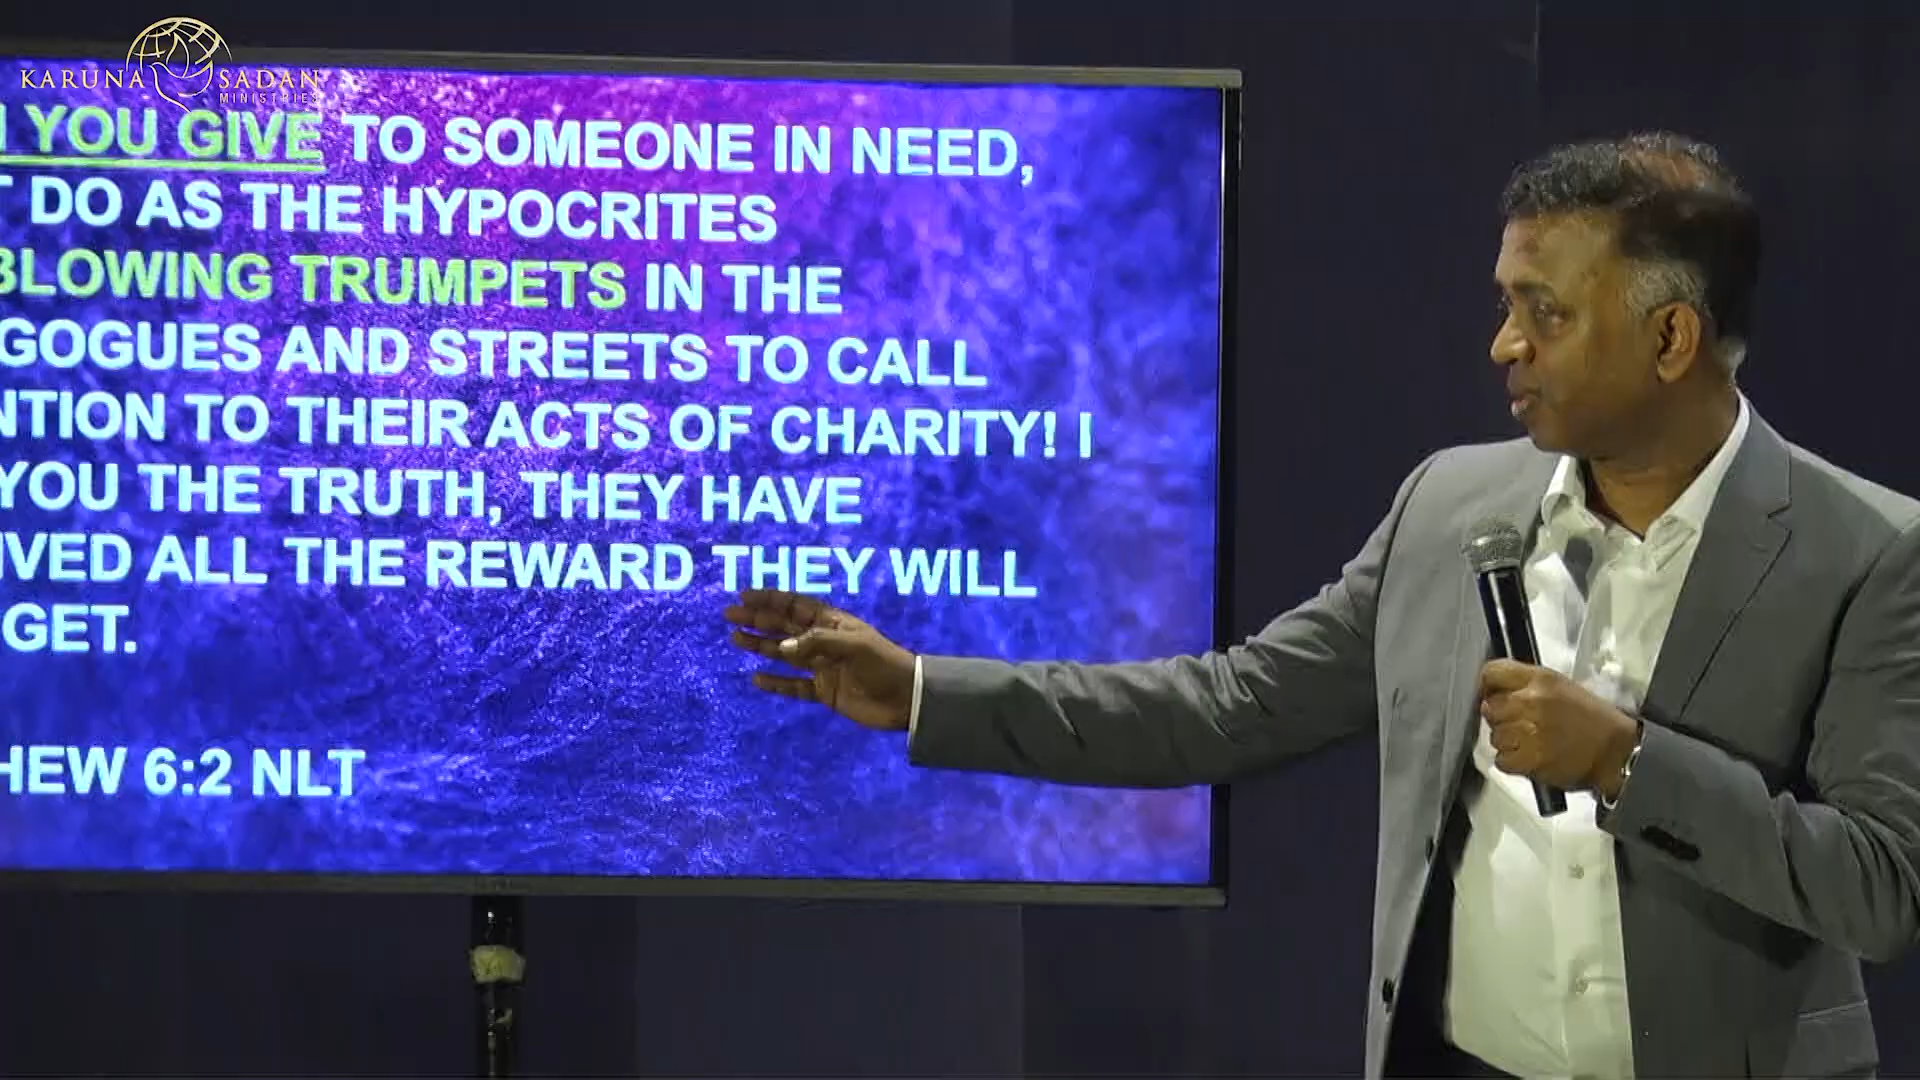 KARUNA SADAN
MINISTRIES
YOU GIVE TO SOMEONE IN NEED,
DO AS THE HYPOCRITES
BLOWING TRUMPETS IN THE
GOGUES AND STREETS TO CALL
NTION TO THEIR ACTS OF CHARITY! I
YOU THE TRUTH, THEY HAVE
IVED ALL THE REWARD THEY WILL
GET.
HEW 6:2 NLT